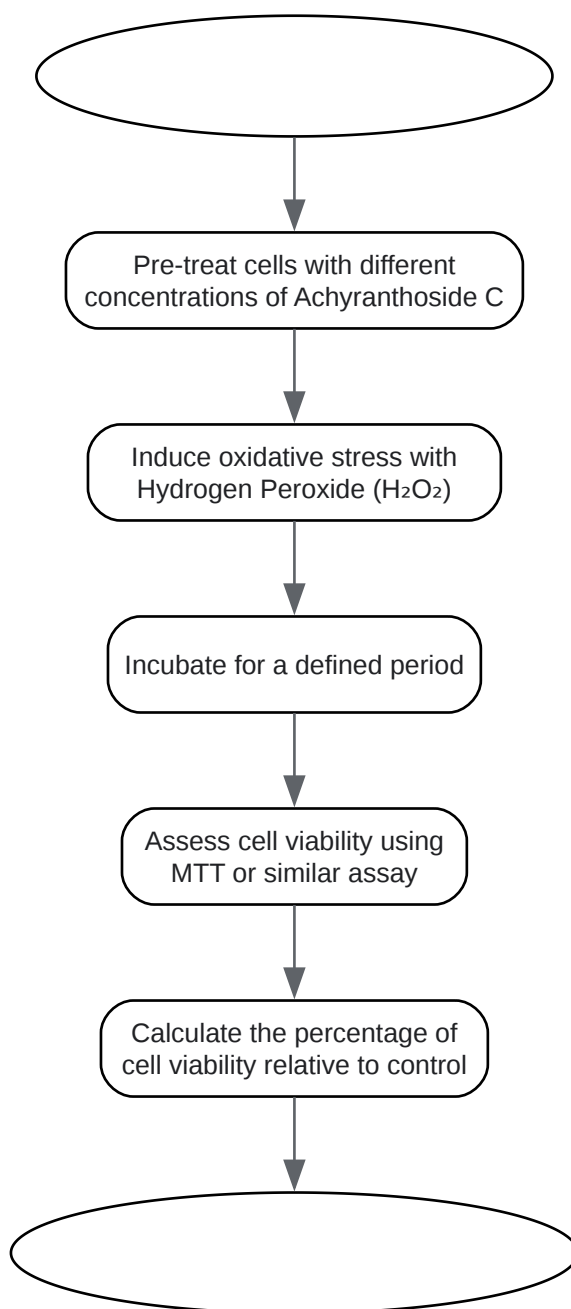 Pre-treat cells with different
concentrations of Achyranthoside C
Induce oxidative stress with
Hydrogen Peroxide (H₂O₂)
Incubate for a defined period
Assess cell viability using
MTT or similar assay
Calculate the percentage of
cell viability relative to control